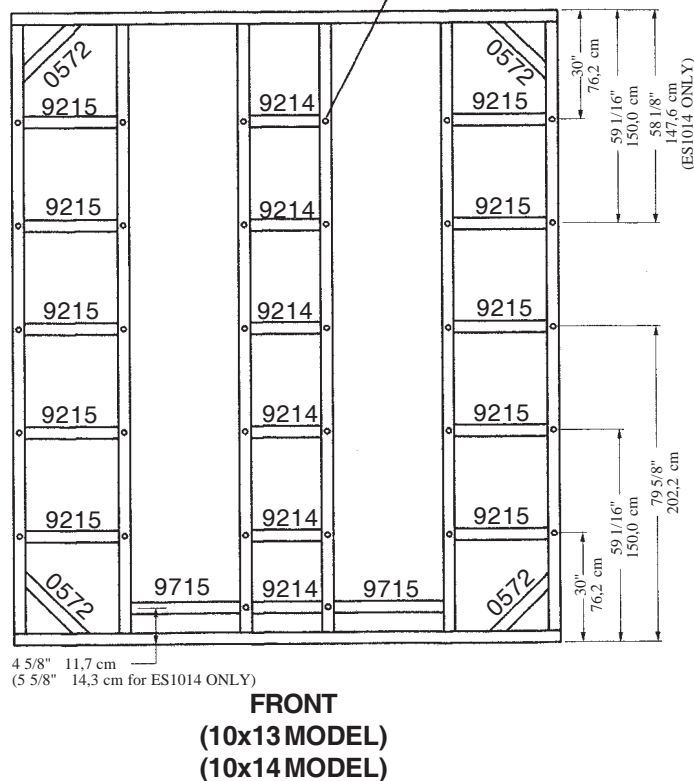 0572
0572
9215
9214
9215
9215
9214
9215
9215
9214
9215
9215
9214
9215
9215
9214
9215
0572
9715
9214
9715
0572
30"
76,2 cm
59 1/16"
150,0 cm
58 1/8"
147,6 cm
(ES1014 ONLY)
79 5/8"
202,2 cm
59 1/16"
150,0 cm
30"
76,2 cm
4 5/8" 11,7 cm
(5 5/8" 14,3 cm for ES1014 ONLY)
FRONT
(10x13 MODEL)
(10x14 MODEL)